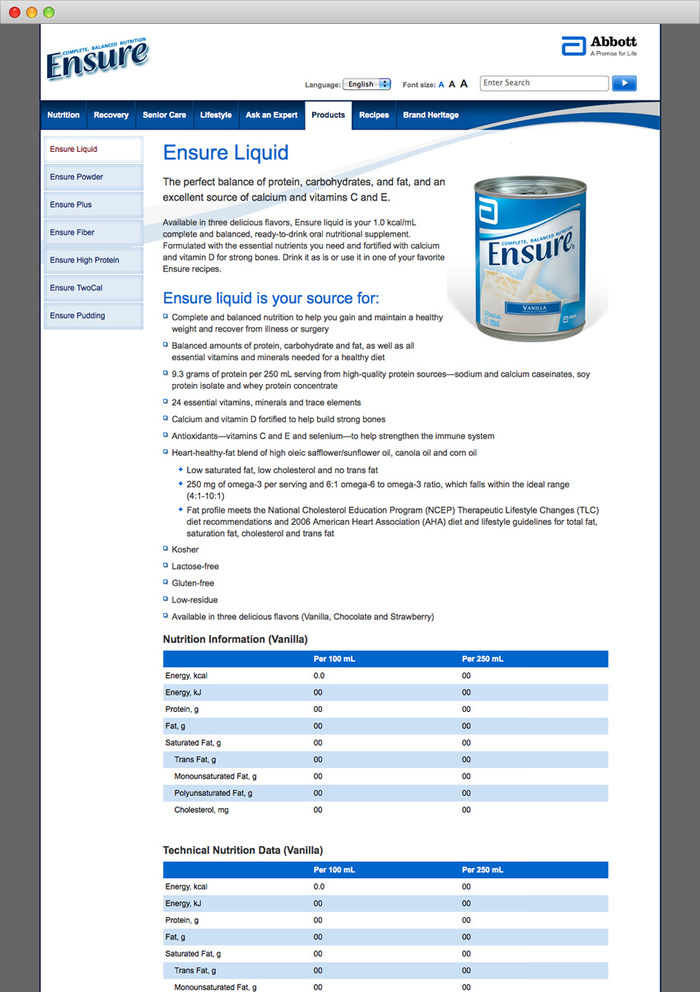 COMPLETE, BALANCED NUTRITION
Ensure
Abbott
A Promise for Life
Language: English Font size: A A A Enter Search
Nutrition Recovery Senior Care Lifestyle Ask an Expert Products Recipes Brand Heritage
Ensure Liquid
Ensure Powder
Ensure Plus
Ensure Fiber
Ensure High Protein
Ensure TwoCal
Ensure Pudding
Ensure Liquid
The perfect balance of protein, carbohydrates, and fat, and an
excellent source of calcium and vitamins C and E.
Available in three delicious flavors, Ensure liquid is your 1.0 kcal/mL
complete and balanced, ready-to-drink oral nutritional supplement.
Formulated with the essential nutrients you need and fortified with calcium
and vitamin D for strong bones. Drink it as is or use it in one of your favorite
Ensure recipes.
COMPLETE, BALANCED NUTRITION
Ensure®
VANILLA
Ensure liquid is your source for:
Complete and balanced nutrition to help you gain and maintain a healthy
weight and recover from illness or surgery
Balanced amounts of protein, carbohydrate and fat, as well as all
essential vitamins and minerals needed for a healthy diet
9.3 grams of protein per 250 mL serving from high-quality protein sources—sodium and calcium caseinates, soy
protein isolate and whey protein concentrate
24 essential vitamins, minerals and trace elements
Calcium and vitamin D fortified to help build strong bones
Antioxidants—vitamins C and E and selenium—to help strengthen the immune system
Heart-healthy-fat blend of high oleic safflower/sunflower oil, canola oil and corn oil
Low saturated fat, low cholesterol and no trans fat
250 mg of omega-3 per serving and 6:1 omega-6 to omega-3 ratio, which falls within the ideal range
(4:1-10:1)
Fat profile meets the National Cholesterol Education Program (NCEP) Therapeutic Lifestyle Changes (TLC)
diet recommendations and 2006 American Heart Association (AHA) diet and lifestyle guidelines for total fat,
saturation fat, cholesterol and trans fat
Kosher
Lactose-free
Gluten-free
Low-residue
Available in three delicious flavors (Vanilla, Chocolate and Strawberry)
Nutrition Information (Vanilla)
Per 100 mL Per 250 mL
Energy, kcal 0.0 00
Energy, kJ 00 00
Protein, g 00 00
Fat, g 00 00
Saturated Fat, g 00 00
Trans Fat, g 00 00
Monounsaturated Fat, g 00 00
Polyunsaturated Fat, g 00 00
Cholesterol, mg 00 00
Technical Nutrition Data (Vanilla)
Per 100 mL Per 250 mL
Energy, kcal 0.0 00
Energy, kJ 00 00
Protein, g 00 00
Fat, g 00 00
Saturated Fat, g 00 00
Trans Fat, g 00 00
Monounsaturated Fat, g 00 00